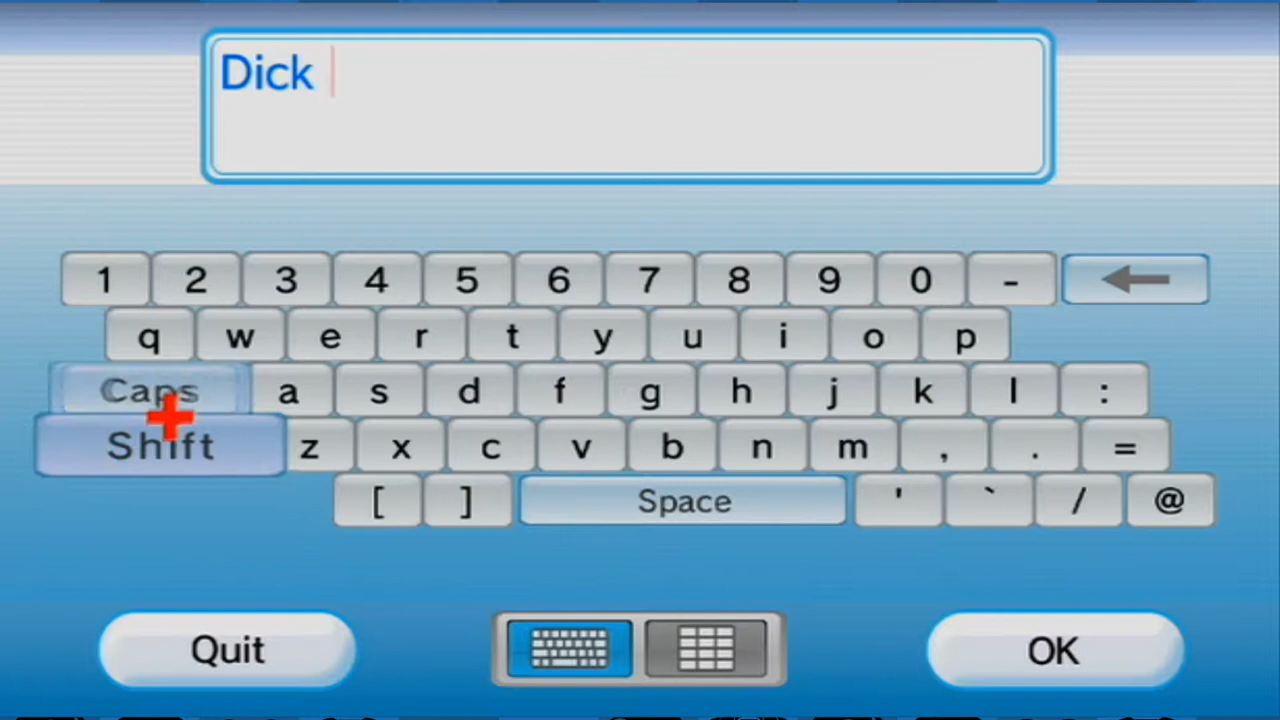 Dick
1 2 3 4 5 6 7 8 9 0 -
q w e r t y u i o p
Caps a s d f g h j k l :
Shift z x c v b n m , . =
[ ] Space ' ` / @
Quit OK